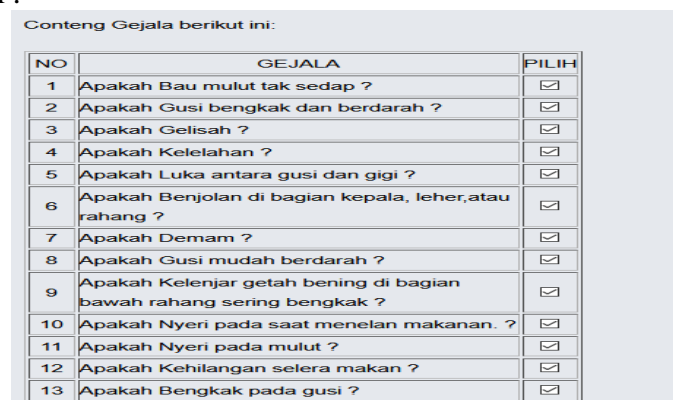 Conteng Gejala berikut ini:
NO GEJALA PILIH
1 Apakah Bau mulut tak sedap ?
2 Apakah Gusi bengkak dan berdarah ?
3 Apakah Gelisah ?
4 Apakah Kelelahan ?
5 Apakah Luka antara gusi dan gigi ?
6 Apakah Benjolan di bagian kepala, leher,atau
rahang ?
7 Apakah Demam ?
8 Apakah Gusi mudah berdarah ?
9 Apakah Kelenjar getah bening di bagian
bawah rahang sering bengkak ?
10 Apakah Nyeri pada saat menelan makanan. ?
11 Apakah Nyeri pada mulut ?
12 Apakah Kehilangan selera makan ?
13 Apakah Bengkak pada gusi ?